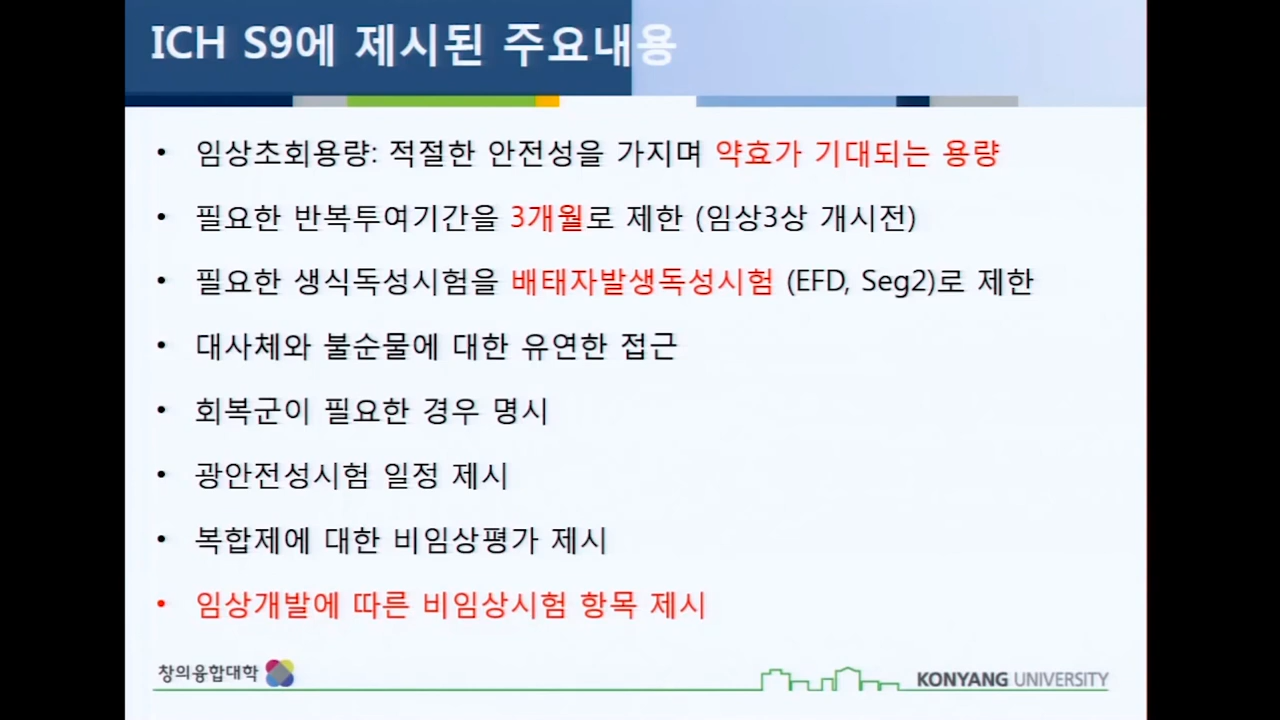 ICH S9에 제시된 주요내용
• 임상초회용량: 적절한 안전성을 가지며 약효가 기대되는 용량
• 필요한 반복투여기간을 3개월로 제한 (임상3상 개시전)
• 필요한 생식독성시험을 배태자발생독성시험 (EFD, Seg2)로 제한
• 대사체와 불순물에 대한 유연한 접근
• 회복군이 필요한 경우 명시
• 광안전성시험 일정 제시
• 복합제에 대한 비임상평가 제시
• 임상개발에 따른 비임상시험 항목 제시
창의융합대학
KONYANG UNIVERSITY